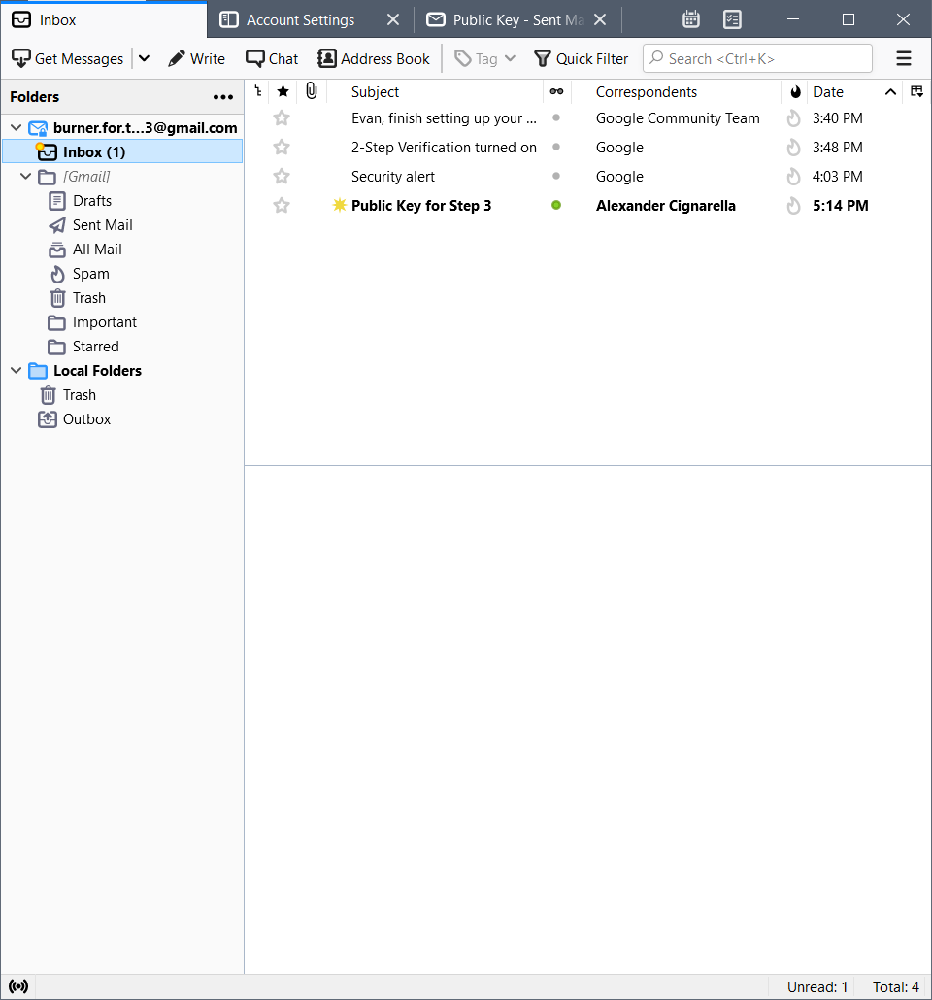 Inbox
Account Settings
Public Key - Sent Ma
Get Messages
Write
Chat
Address Book
Tag
Quick Filter
Search <Ctrl+K>
Folders
Subject
Correspondents
Date
burner.for.t...3@gmail.com
Inbox (1)
[Gmail]
Drafts
Sent Mail
All Mail
Spam
Trash
Important
Starred
Local Folders
Trash
Outbox
Evan, finish setting up your ... Google Community Team 3:40 PM
2-Step Verification turned on Google 3:48 PM
Security alert Google 4:03 PM
Public Key for Step 3 Alexander Cignarella 5:14 PM
Unread: 1
Total: 4